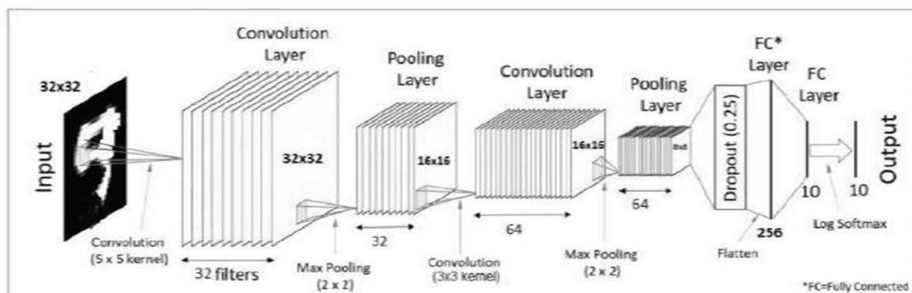 32x32
Input
Convolution
(5 x 5 kernel)
Convolution
Layer
32x32
32 filters
Max Pooling
(2 x 2)
Pooling
Layer
16x16
32
Convolution
(3x3 kernel)
Convolution
Layer
16x16
64
Max Pooling
(2 x 2)
Pooling
Layer
8x8
64
Dropout (0.25)
Flatten
FC*
Layer
256
FC
Layer
10
Log Softmax
10
Output
*FC=Fully Connected